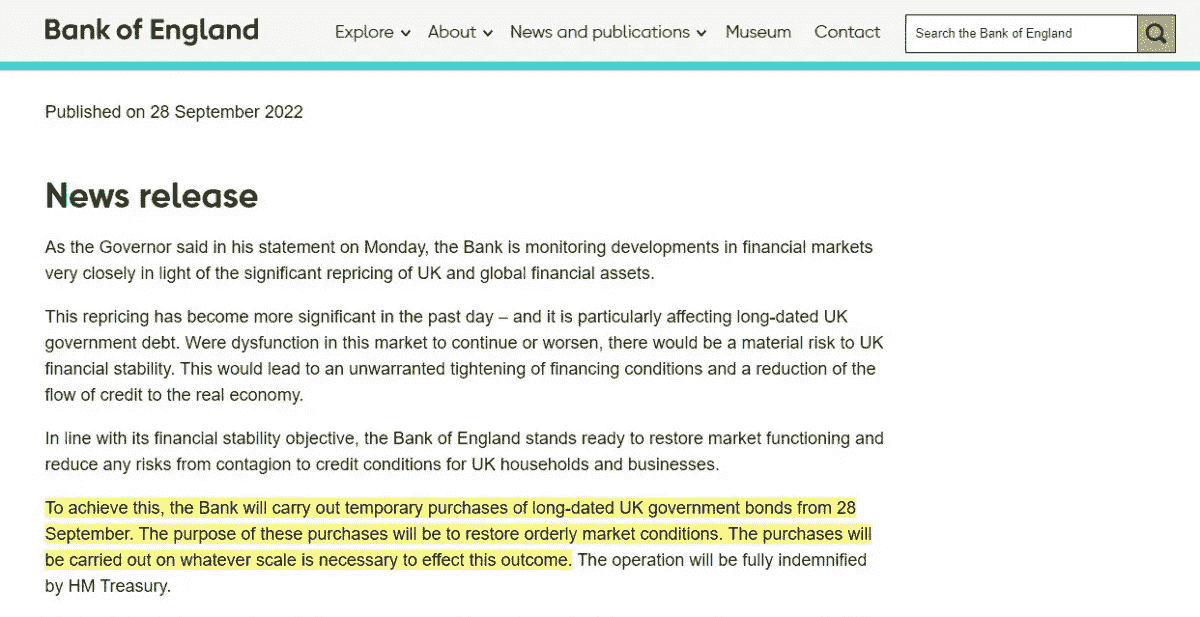 Bank of England
Explore
About
News and publications
Museum
Contact
Search the Bank of England
Published on 28 September 2022
News release
As the Governor said in his statement on Monday, the Bank is monitoring developments in financial markets
very closely in light of the significant repricing of UK and global financial assets.
This repricing has become more significant in the past day – and it is particularly affecting long-dated UK
government debt. Were dysfunction in this market to continue or worsen, there would be a material risk to UK
financial stability. This would lead to an unwarranted tightening of financing conditions and a reduction of the
flow of credit to the real economy.
In line with its financial stability objective, the Bank of England stands ready to restore market functioning and
reduce any risks from contagion to credit conditions for UK households and businesses.
To achieve this, the Bank will carry out temporary purchases of long-dated UK government bonds from 28
September. The purpose of these purchases will be to restore orderly market conditions. The purchases will
be carried out on whatever scale is necessary to effect this outcome. The operation will be fully indemnified
by HM Treasury.